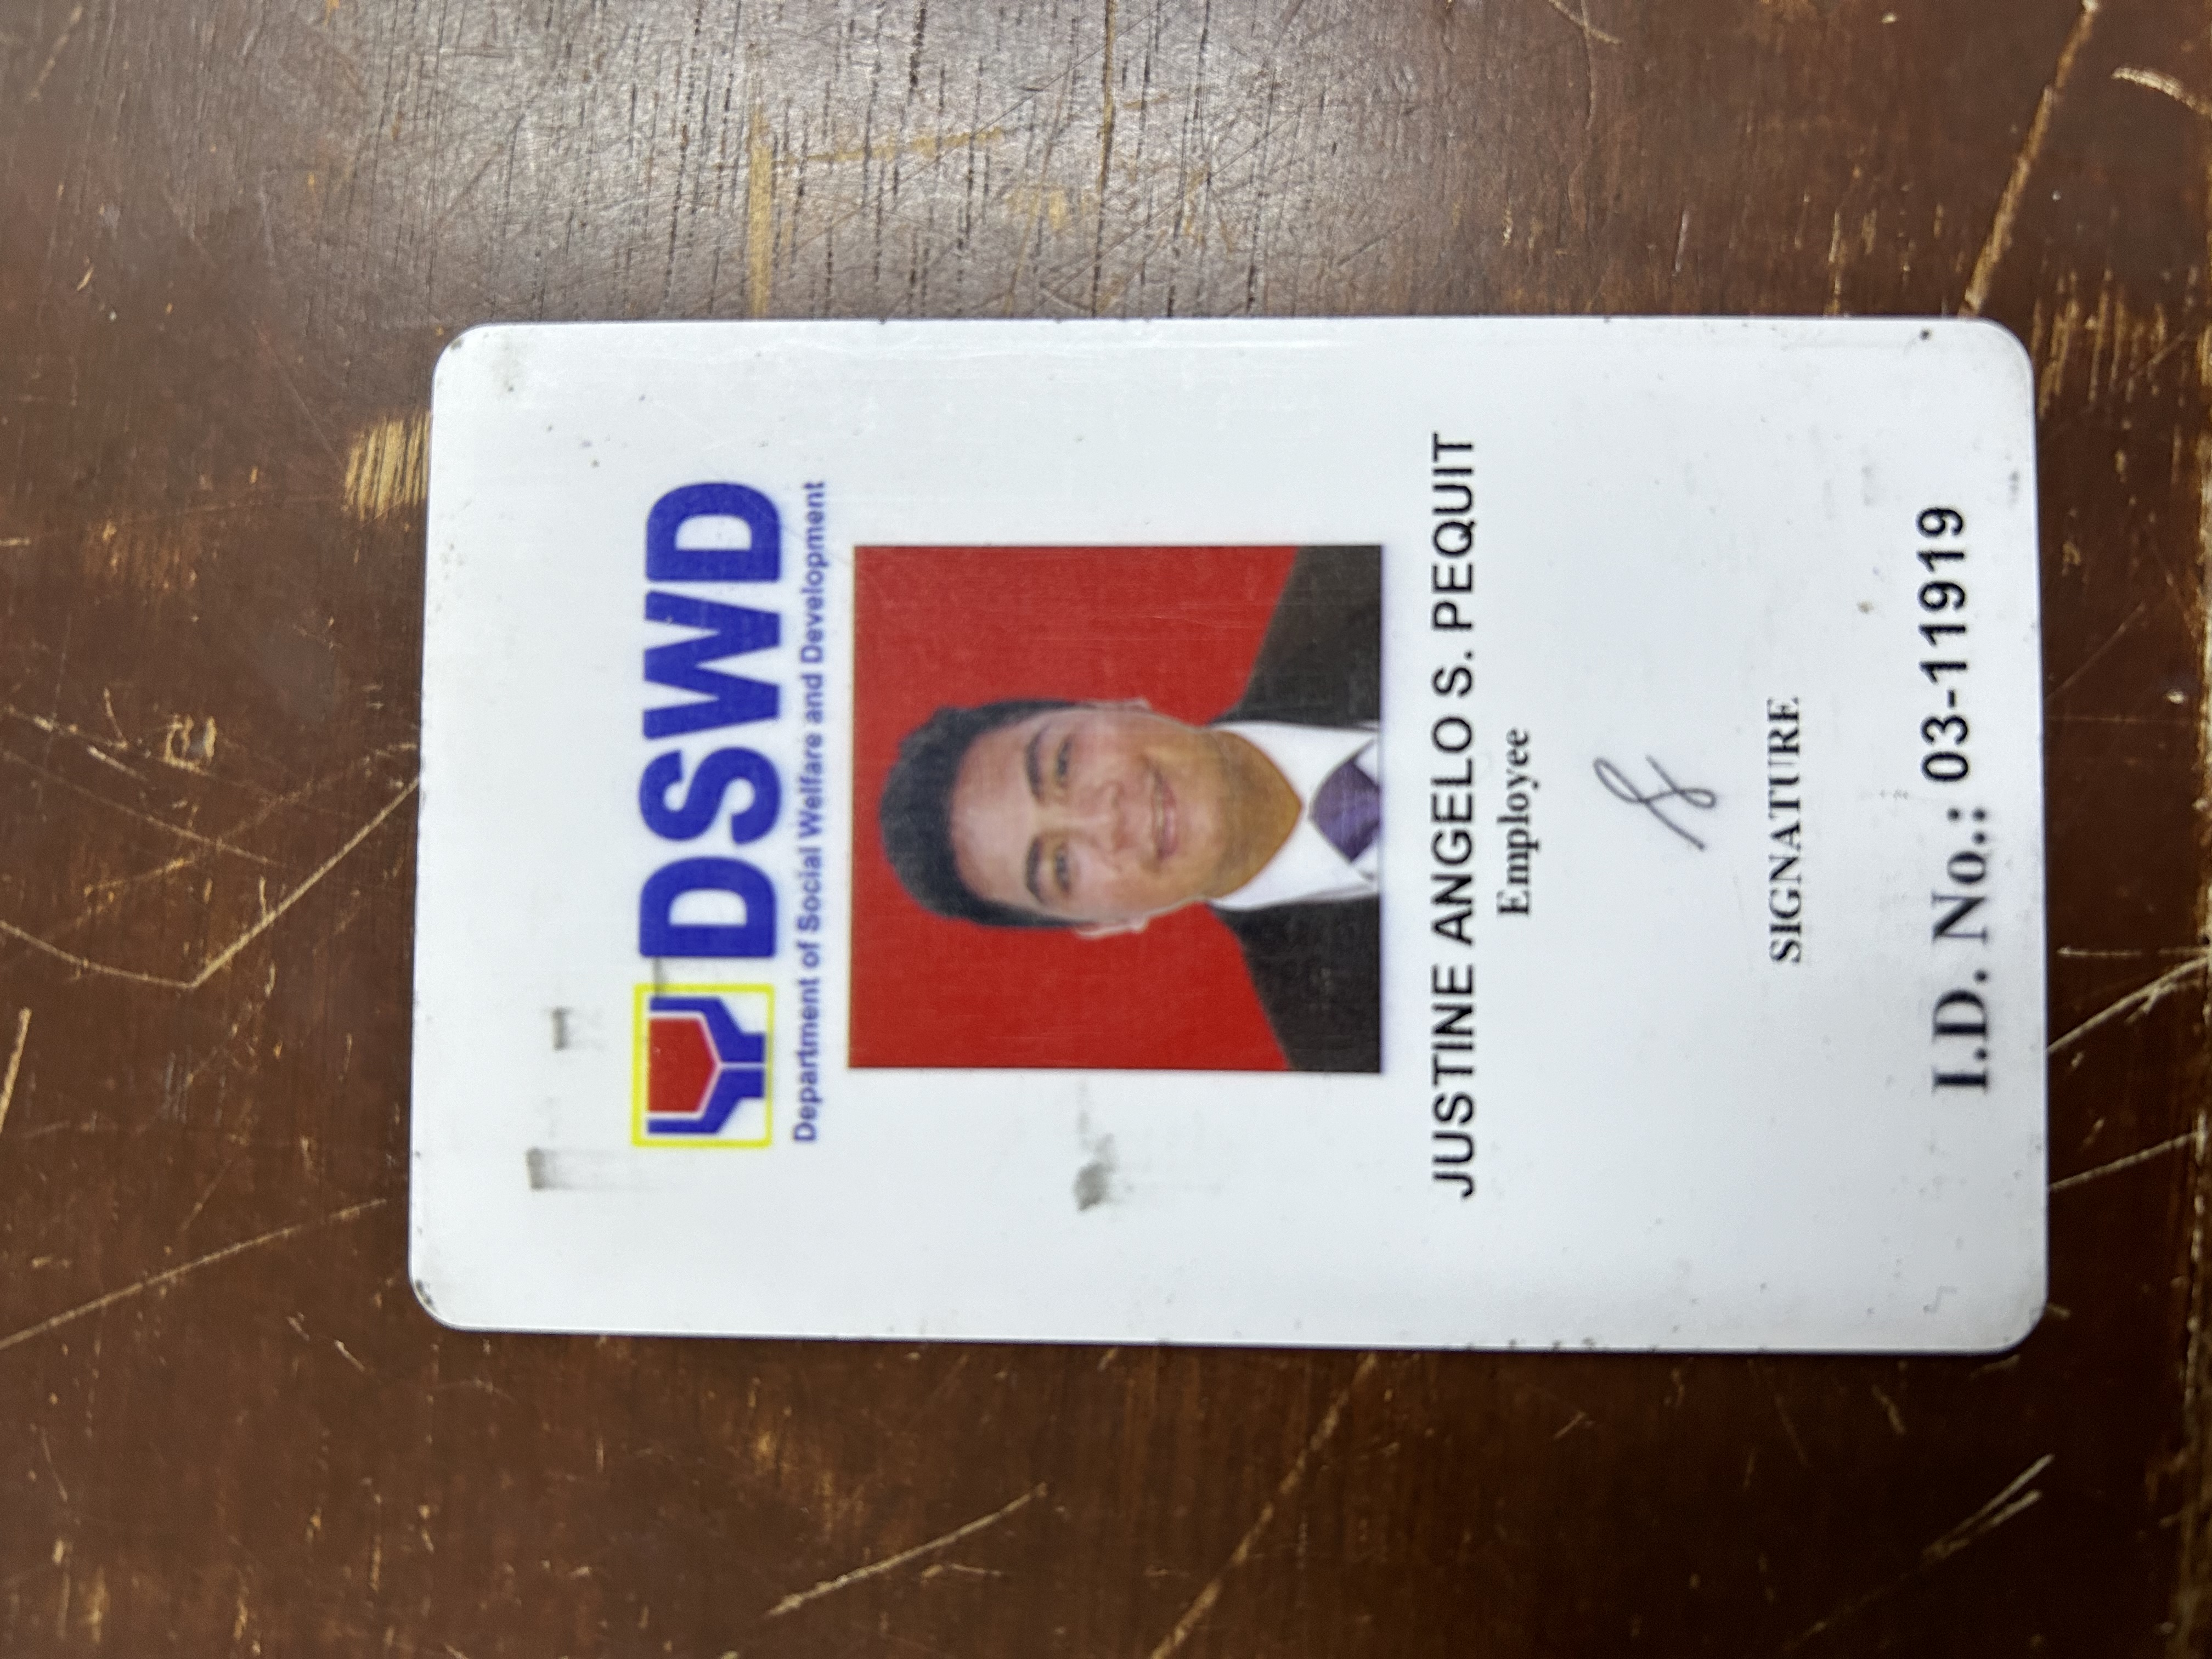 DSWD
Department of Social Welfare and Development
JUSTINE ANGELO S. PEQUIT
Employee
SIGNATURE
I.D. No.: 03-11919